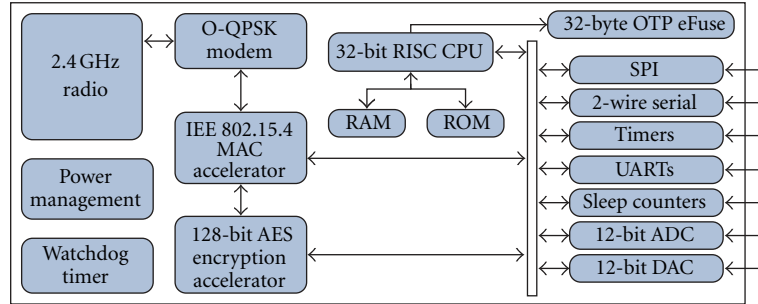 2.4 GHz
radio
O-QPSK
modem
32-bit RISC CPU
32-byte OTP eFuse
RAM
ROM
IEE 802.15.4
MAC
accelerator
Power
management
128-bit AES
encryption
accelerator
Watchdog
timer
SPI
2-wire serial
Timers
UARTs
Sleep counters
12-bit ADC
12-bit DAC